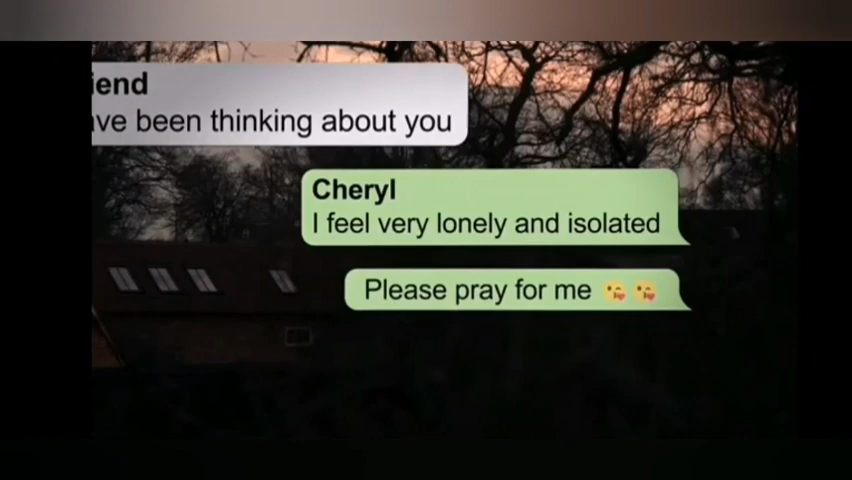 iend
ve been thinking about you
Cheryl
I feel very lonely and isolated
Please pray for me 😘 😘